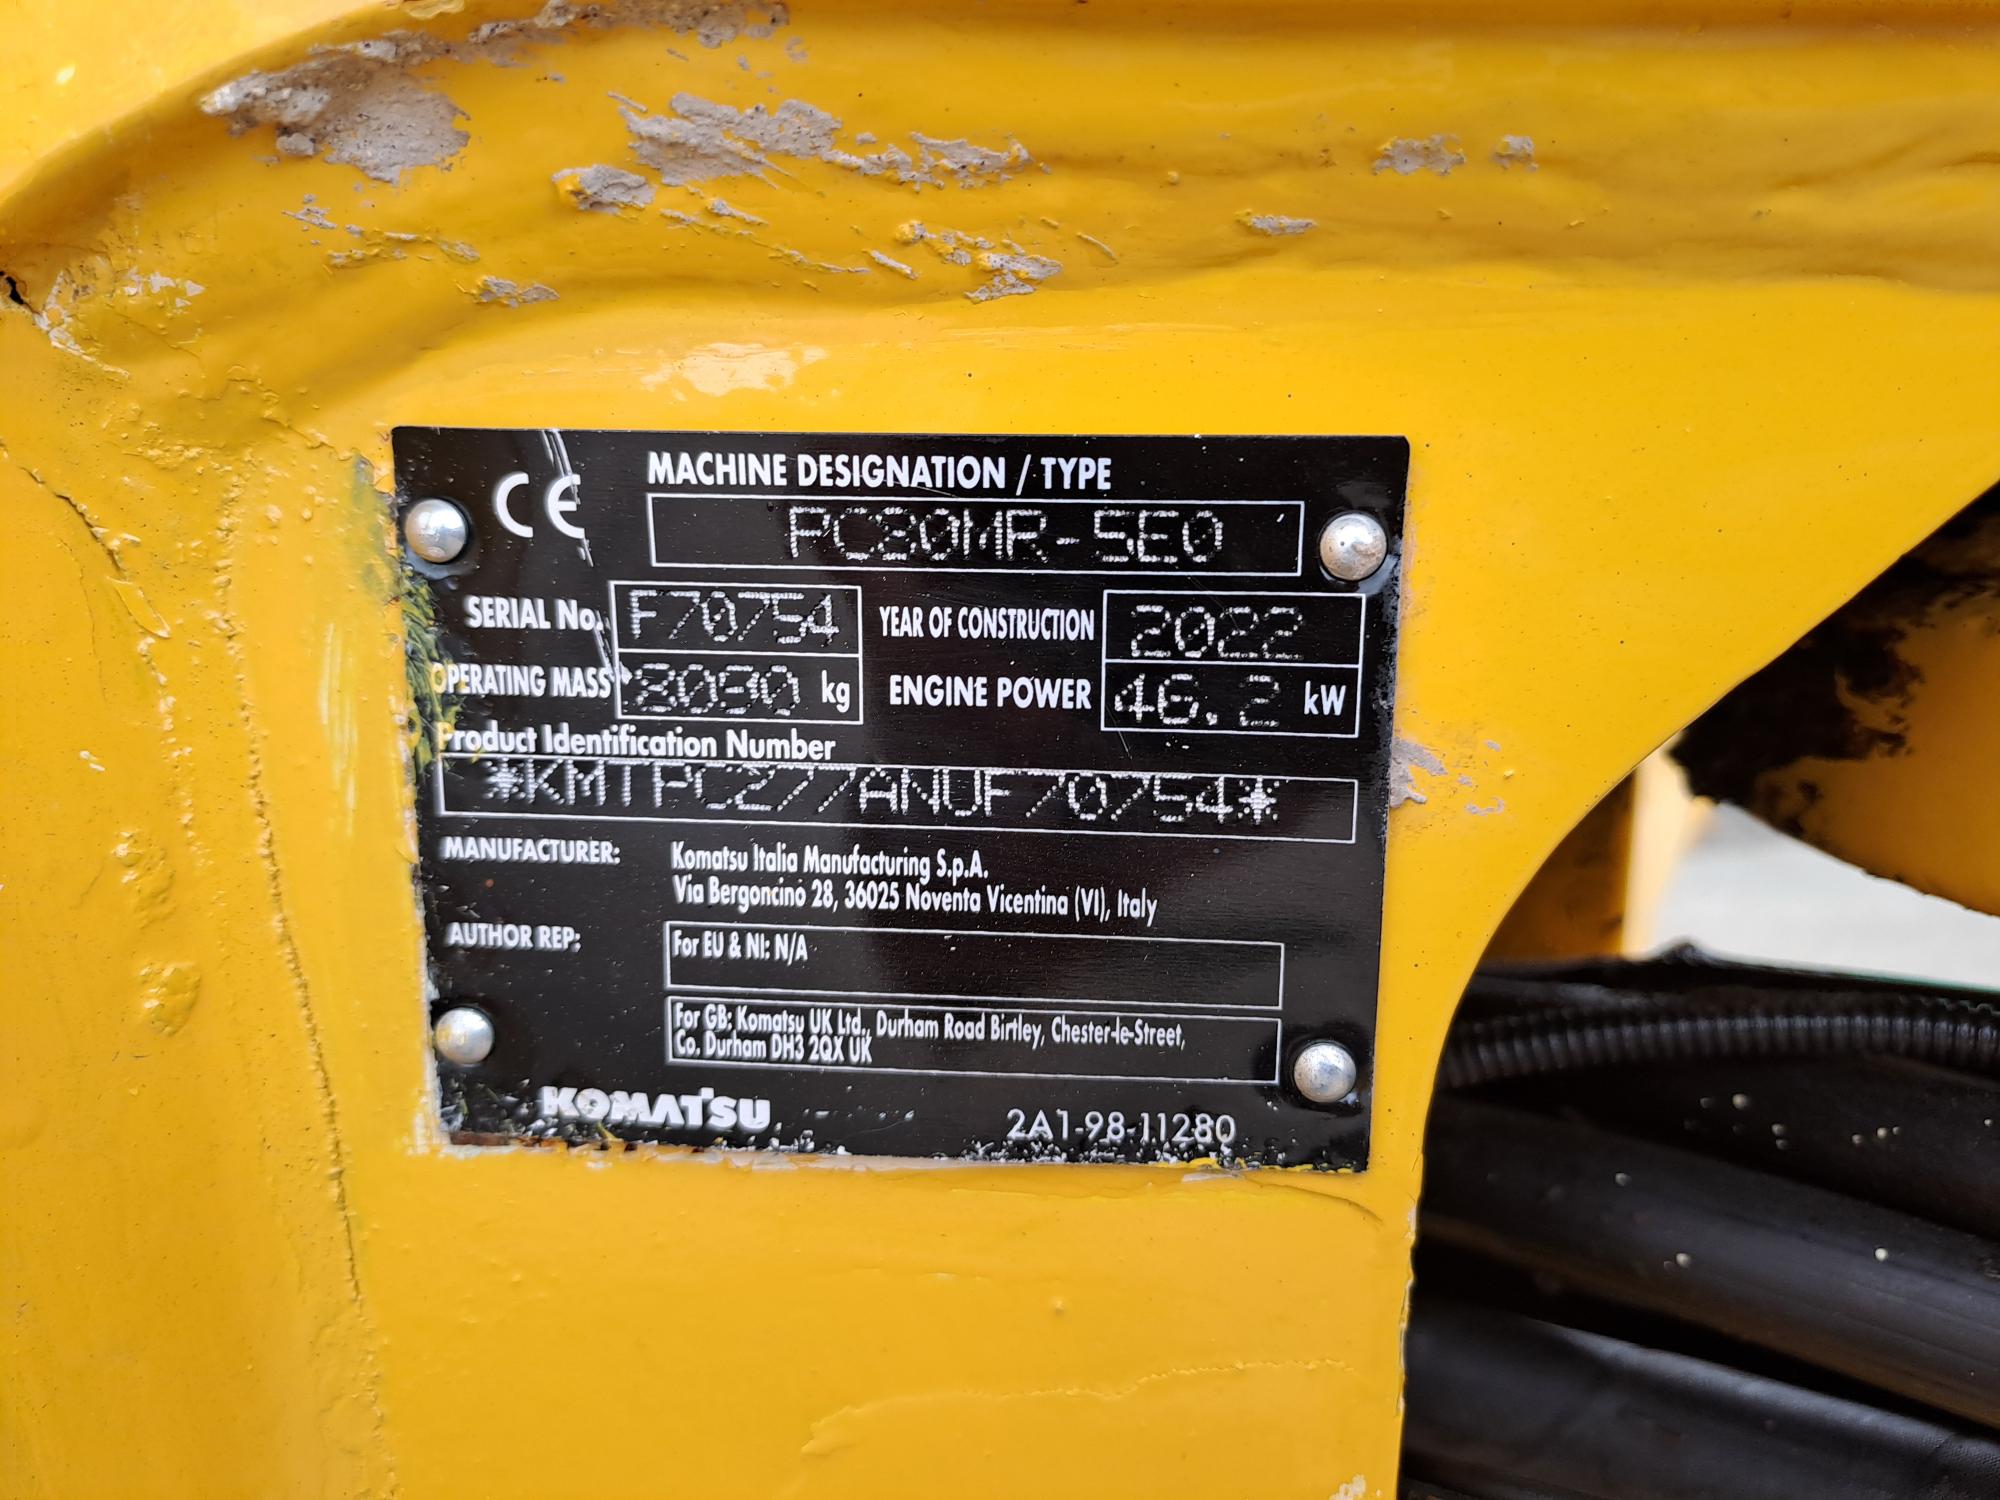 CE
MACHINE DESIGNATION / TYPE
PC80MR-5E0
SERIAL No. F70754 YEAR OF CONSTRUCTION 2022
OPERATING MASS 8090 kg ENGINE POWER 46.2 kW
Product Identification Number
*KMTPC277ANUF70754*
MANUFACTURER: Komatsu Italia Manufacturing S.p.A.
Via Bergoncino 28, 36025 Noventa Vicentina (VI), Italy
AUTHOR REP: For EU & NI: N/A
For GB: Komatsu UK Ltd., Durham Road Birtley, Chester-le-Street,
Co. Durham DH3 2QX UK
KOMATSU 2A1-98-11280